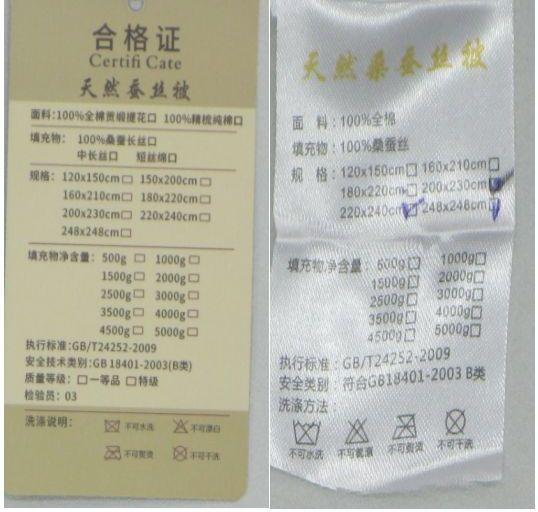 合格证
Certifi Cate
天然蚕丝被
面料:100%全棉贡缎提花口 100%精梳纯棉口
填充物: 100%桑蚕长丝口
中长丝口 短丝绵口
规格: 120x150cm□ 150x200cm□
160x210cm□ 180x220cm□
200x230cm□ 220x240cm□
248x248cm□
填充物净含量: 500g □ 1000g□
1500g□ 2000g□
2500g□ 3000g□
3500g□ 4000g□
4500g□ 5000g□
执行标准:GB/T24252-2009
安全技术类别:GB 18401-2003(B类)
质量等级: □一等品 □特级
检验员: 03
洗涤说明: 不可水洗 不可漂白
不可熨烫 不可干洗
天然桑蚕丝被
面 料:100%全棉
填充物:100%桑蚕丝
规 格:120x150cm□ 160x210cm□
180x220cm□ 200x230cm□
220x240cm□ 248x248cm□
填充物净含量: 500g□ 1000g□
1500g□ 2000g□
2500g□ 3000g□
3500g□ 4000g□
4500g□ 5000g□
执行标准:GB/T24252-2009
安全类别:符合GB18401-2003 B类
洗涤方法:
不可水洗 不可氯漂 不可熨烫 不可干洗